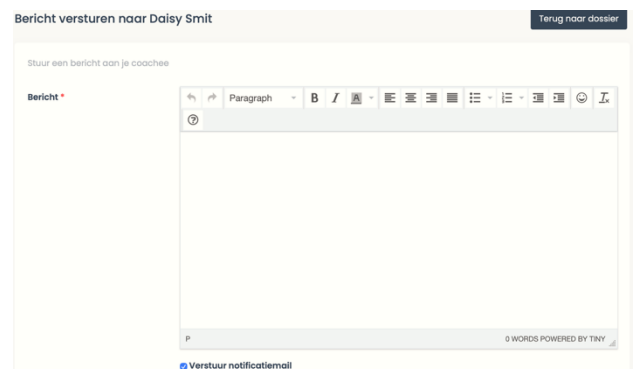 Bericht versturen naar Daisy Smit
Terug naar dossier
Stuur een bericht aan je coachee
Bericht *
Paragraph
B I A
P
0 WORDS POWERED BY TINY
Verstuur notificatiemail